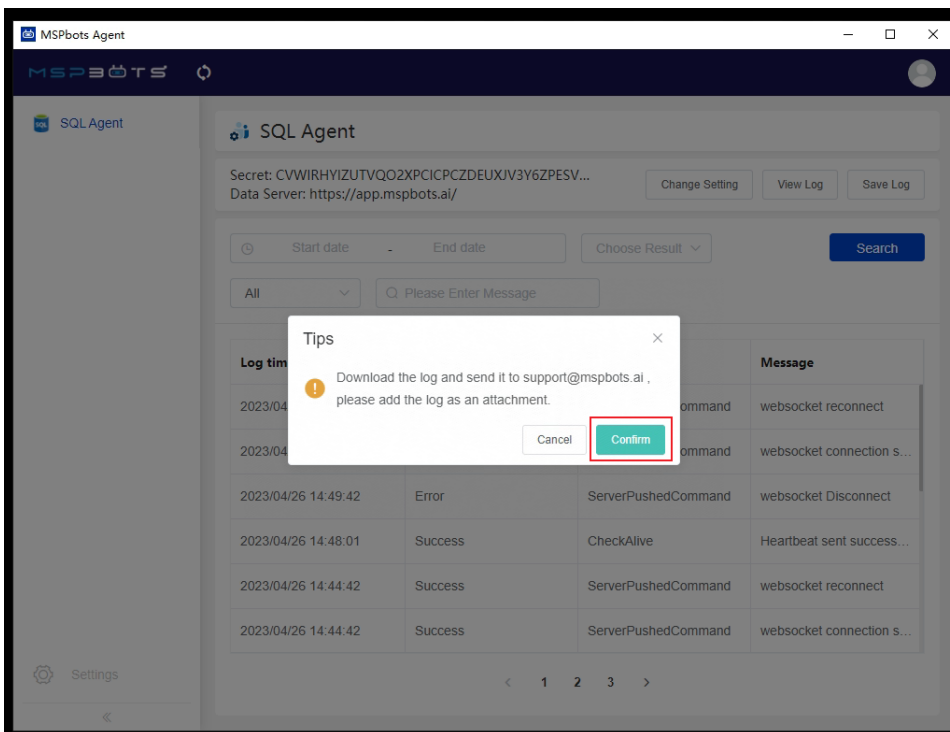 MSPbots Agent
MSPBOTS
SQL Agent
SQL Agent
Secret: CVWIRHYIZUTVQO2XPCICPCZDEUXJV3Y6ZPESV...
Data Server: https://app.mspbots.ai/
Change Setting
View Log
Save Log
Start date - End date
Choose Result
Search
All
Please Enter Message
Tips
Download the log and send it to support@mspbots.ai ,
please add the log as an attachment.
Cancel
Confirm
Log tim
Message
2023/04
ommand
websocket reconnect
2023/04
ommand
websocket connection s...
2023/04/26 14:49:42 Error ServerPushedCommand websocket Disconnect
2023/04/26 14:48:01 Success CheckAlive Heartbeat sent success...
2023/04/26 14:44:42 Success ServerPushedCommand websocket reconnect
2023/04/26 14:44:42 Success ServerPushedCommand websocket connection s...
Settings
< 1 2 3 >